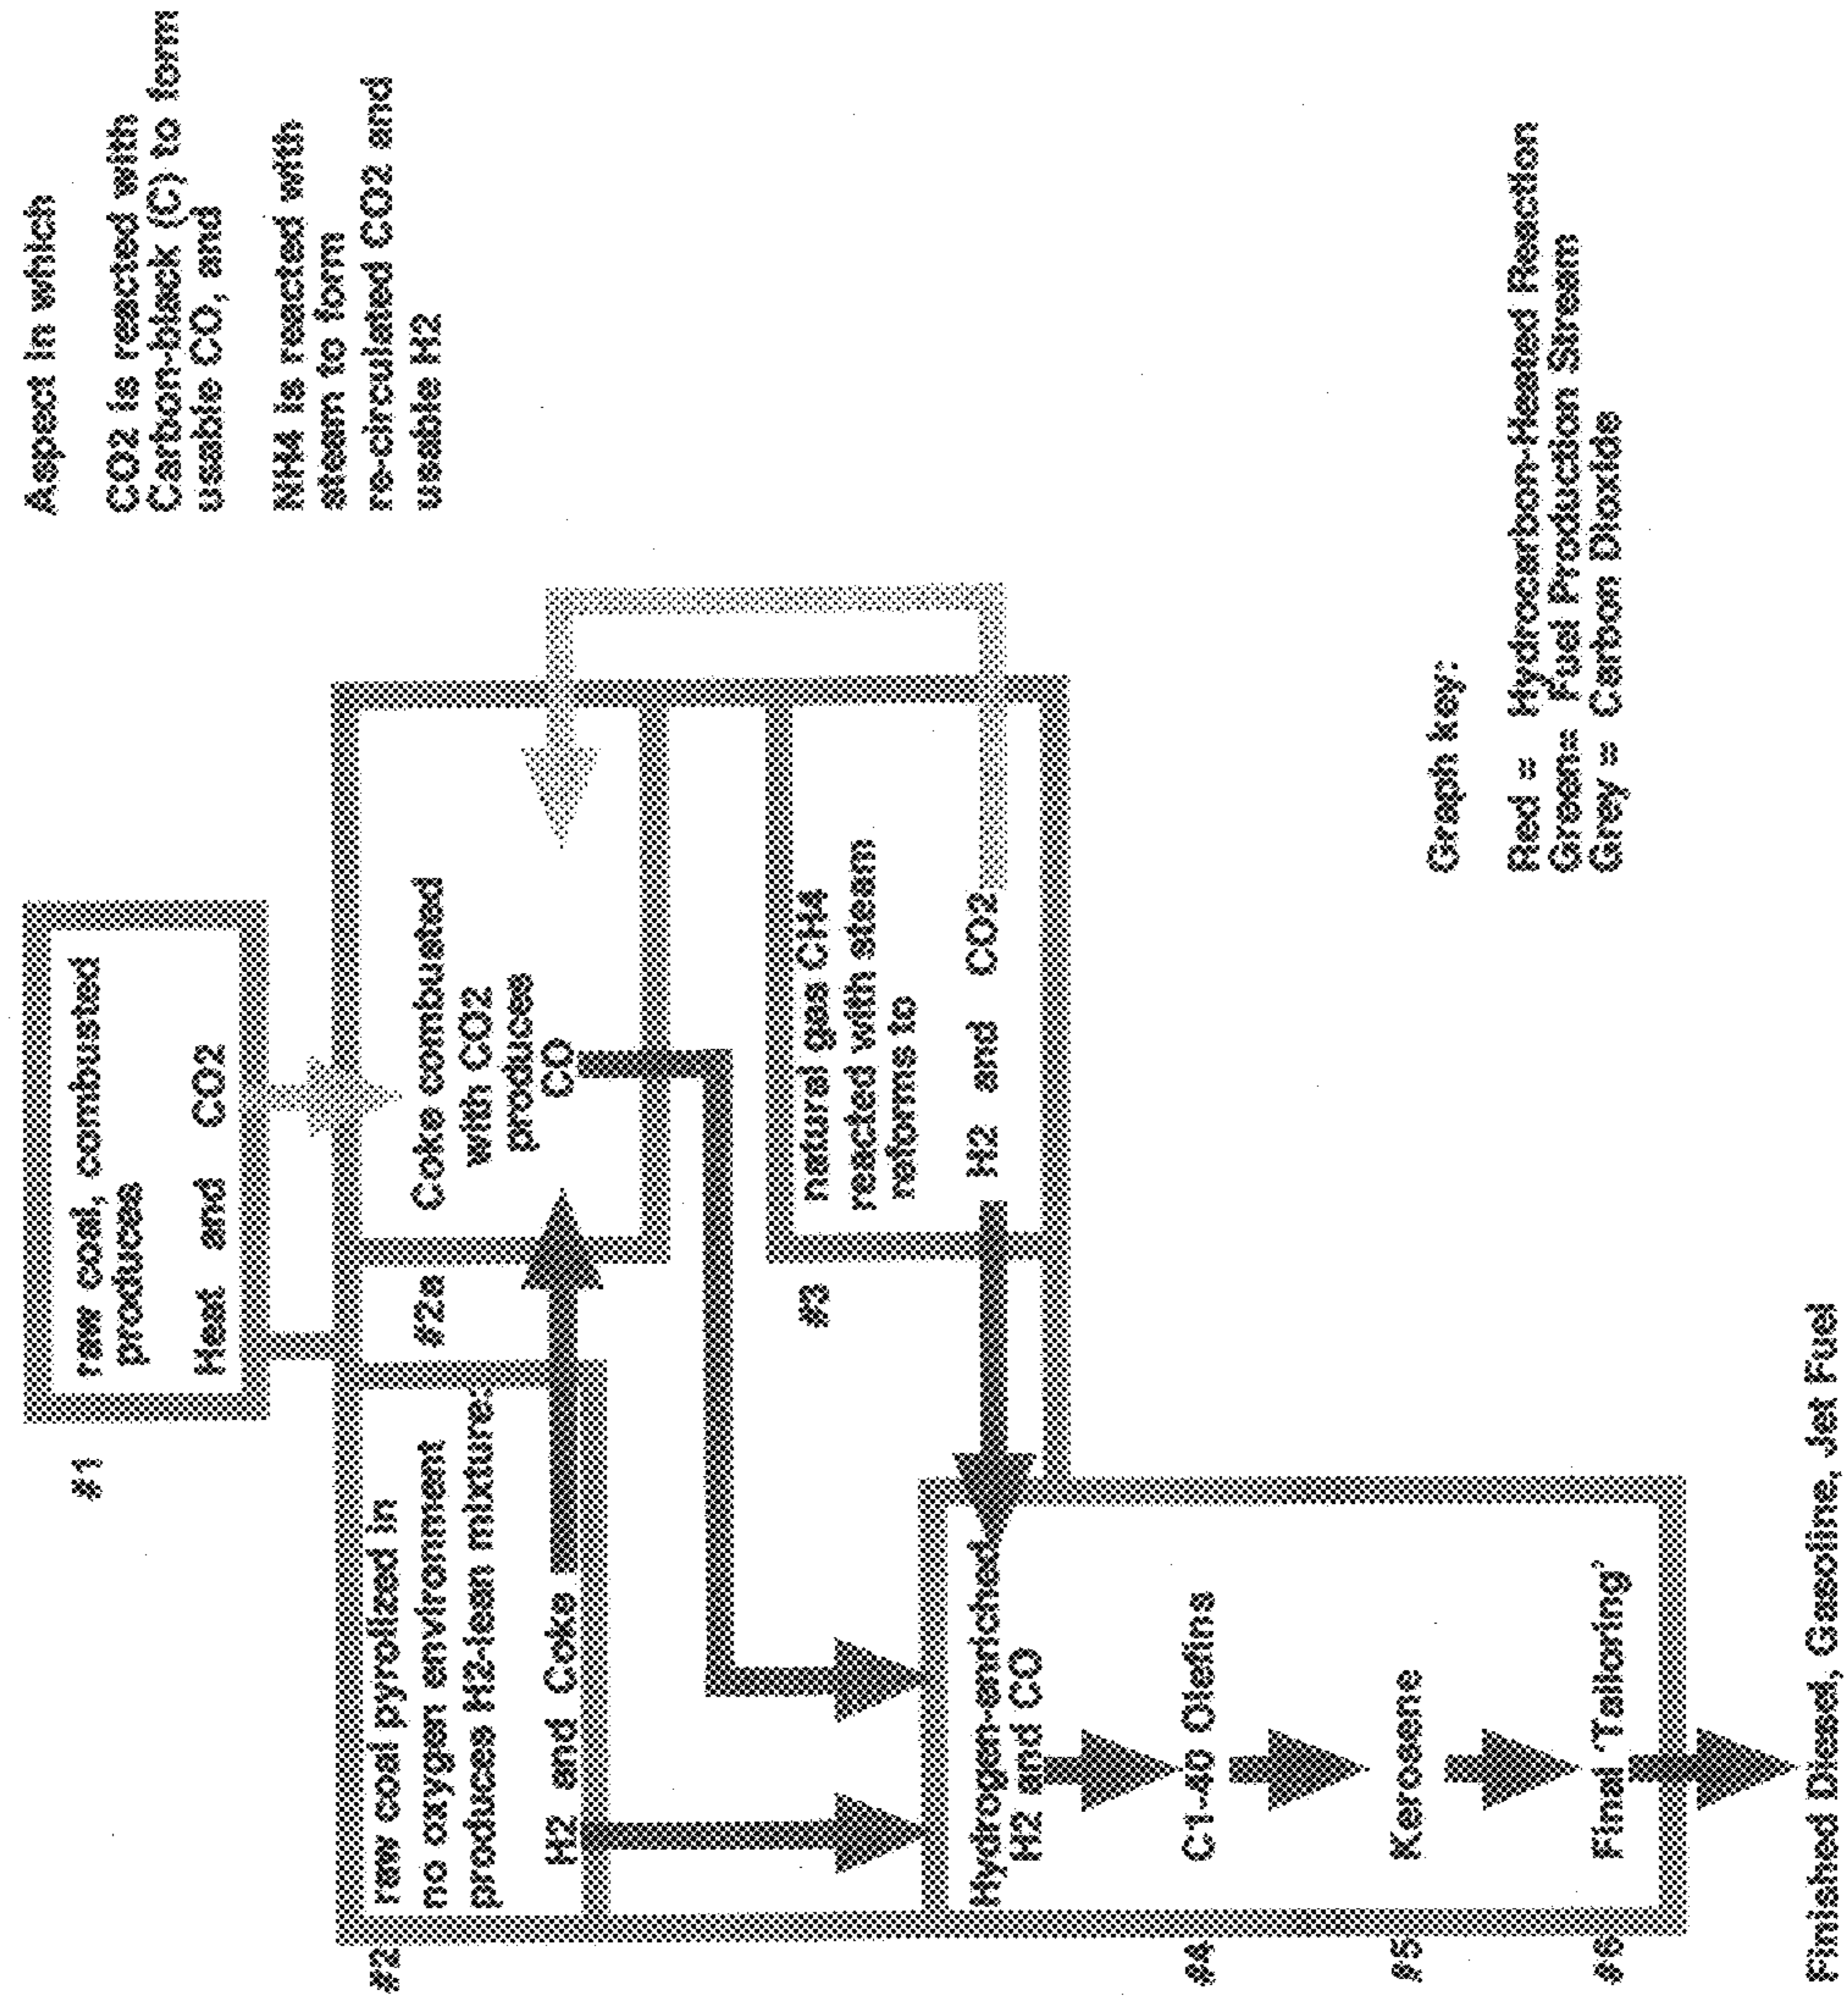 Aspect in which
CO2 is reacted with
Carbon-black (C) to form
usable CO, and
NH4 is reacted with
steam to form
re-circulated CO2 and
usable H2
#1
raw coal, combusted
produces
Heat and CO2
#2
raw coal pyrolized in
no oxygen environment
produces H2-lean mixture:
H2 and Coke
#2a
Coke combusted
with CO2
produces
CO
#3
natural gas CH4
reacted with steam
reforms to
H2 and CO2
Hydrogen-enriched
H2 and CO
#4
C1-40 Olefins
#5
Kerosene
#6
Final 'Tailoring'
Finished Diesel, Gasoline, Jet Fuel
Graph key:
Red = Hydrocarbon-Heated Reaction
Green= Fuel Production Stream
Grey = Carbon Dioxide